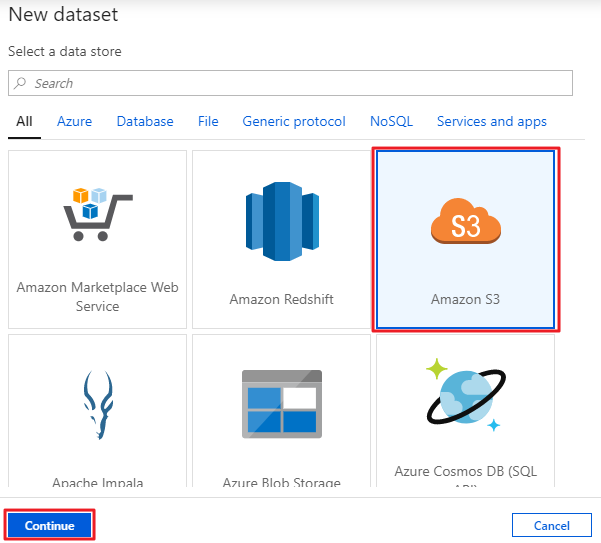 New dataset
Select a data store
Search
All Azure Database File Generic protocol NoSQL Services and apps
Amazon Marketplace Web
Service
Amazon Redshift
S3
Amazon S3
Apache Impala
Azure Blob Storage
Azure Cosmos DB (SQL
API)
Continue
Cancel